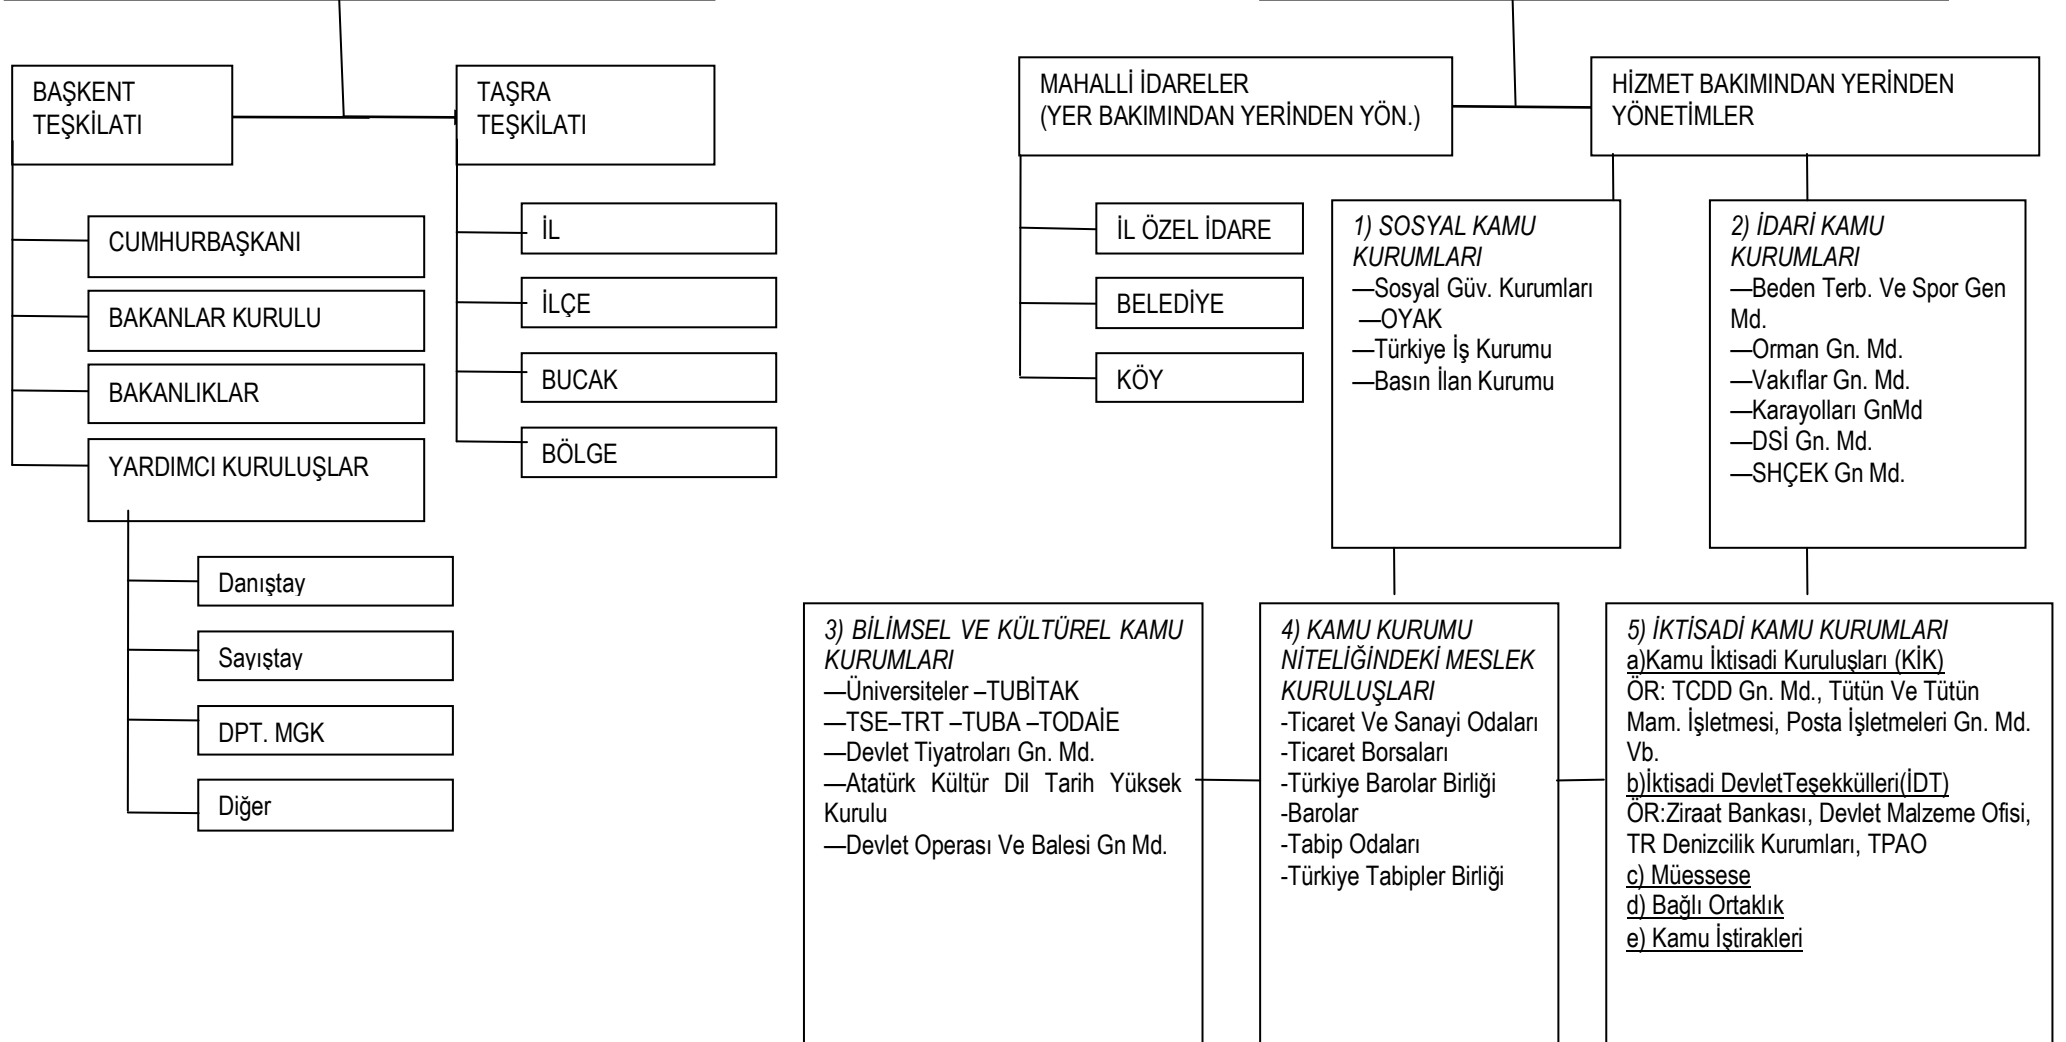 BAŞKENT
TEŞKİLATI
TAŞRA
TEŞKİLATI
CUMHURBAŞKANI
BAKANLAR KURULU
BAKANLIKLAR
YARDIMCI KURULUŞLAR
Danıştay
Sayıştay
DPT. MGK
Diğer
İL
İLÇE
BUCAK
BÖLGE
MAHALLİ İDARELER
(YER BAKIMINDAN YERİNDEN YÖN.)
HİZMET BAKIMINDAN YERİNDEN
YÖNETİMLER
İL ÖZEL İDARE
BELEDİYE
KÖY
1) SOSYAL KAMU
KURUMLARI
—Sosyal Güv. Kurumları
—OYAK
—Türkiye İş Kurumu
—Basın İlan Kurumu
2) İDARİ KAMU
KURUMLARI
—Beden Terb. Ve Spor Gen
Md.
—Orman Gn. Md.
—Vakıflar Gn. Md.
—Karayolları GnMd
—DSİ Gn. Md.
—SHÇEK Gn Md.
3) BİLİMSEL VE KÜLTÜREL KAMU
KURUMLARI
—Üniversiteler –TUBİTAK
—TSE–TRT –TUBA –TODAİE
—Devlet Tiyatroları Gn. Md.
—Atatürk Kültür Dil Tarih Yüksek
Kurulu
—Devlet Operası Ve Balesi Gn Md.
4) KAMU KURUMU
NİTELİĞİNDEKİ MESLEK
KURULUŞLARI
-Ticaret Ve Sanayi Odaları
-Ticaret Borsaları
-Türkiye Barolar Birliği
-Barolar
-Tabip Odaları
-Türkiye Tabipler Birliği
5) İKTİSADİ KAMU KURUMLARI
a)Kamu İktisadi Kuruluşları (KİK)
ÖR: TCDD Gn. Md., Tütün Ve Tütün
Mam. İşletmesi, Posta İşletmeleri Gn. Md.
Vb.
b)İktisadi DevletTeşekkülleri(İDT)
ÖR:Ziraat Bankası, Devlet Malzeme Ofisi,
TR Denizcilik Kurumları, TPAO
c) Müessese
d) Bağlı Ortaklık
e) Kamu İştirakleri